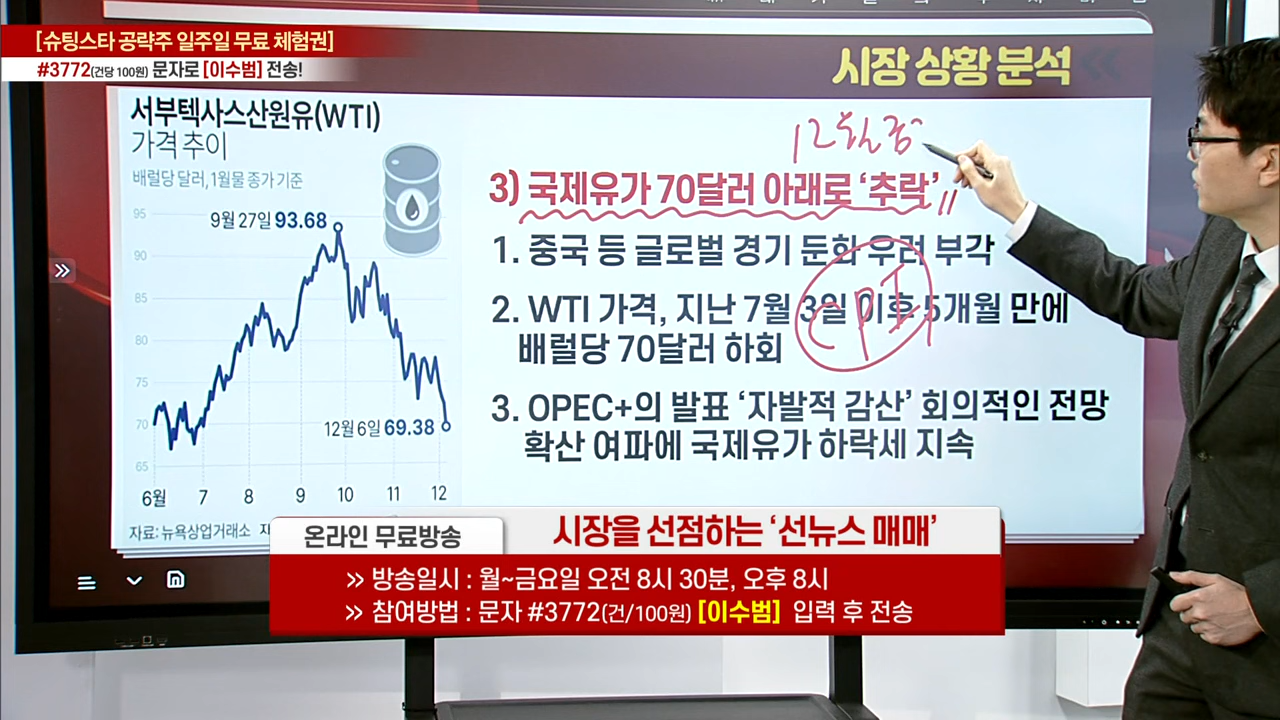 [슈팅스타 공략주 일주일 무료 체험권]
#3772(건당 100원) 문자로 [이수범] 전송!
시장 상황 분석
서부텍사스산원유(WTI)
가격 추이
배럴당 달러, 1월물 종가 기준
95
90
85
80
75
70
65
9월 27일 93.68
12월 6일 69.38
6월 7 8 9 10 11 12
자료: 뉴욕상업거래소
3) 국제유가 70달러 아래로 ‘추락’
1. 중국 등 글로벌 경기 둔화 우려 부각
2. WTI 가격, 지난 7월 3일 이후 5개월 만에
배럴당 70달러 하회
3. OPEC+의 발표 ‘자발적 감산’ 회의적인 전망
확산 여파에 국제유가 하락세 지속
CPI
온라인 무료방송
시장을 선점하는 ‘선뉴스 매매’
>> 방송일시 : 월~금요일 오전 8시 30분, 오후 8시
>> 참여방법 : 문자 #3772(건/100원) [이수범] 입력 후 전송